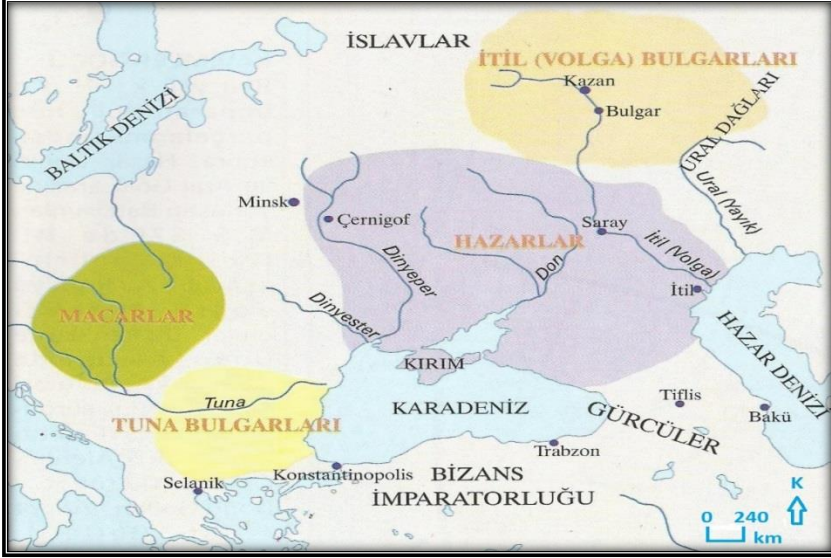 İSLAVLAR
İTİL (VOLGA) BULGARLARI
Kazan
Bulgar
BALTIK DENİZİ
URAL DAĞLARI
Ural (Yayık)
Minsk
Çernigof
Saray
HAZARLAR
Dinyeper
Don
İtil (Volga)
İtil
MACARLAR
Dinyester
HAZAR DENİZİ
KIRIM
Tuna
KARADENİZ
Tiflis
GÜRCÜLER
Bakü
TUNA BULGARLARI
Trabzon
Selanik
Konstantinopolis
BİZANS
İMPARATORLUĞU
K
0 240
km